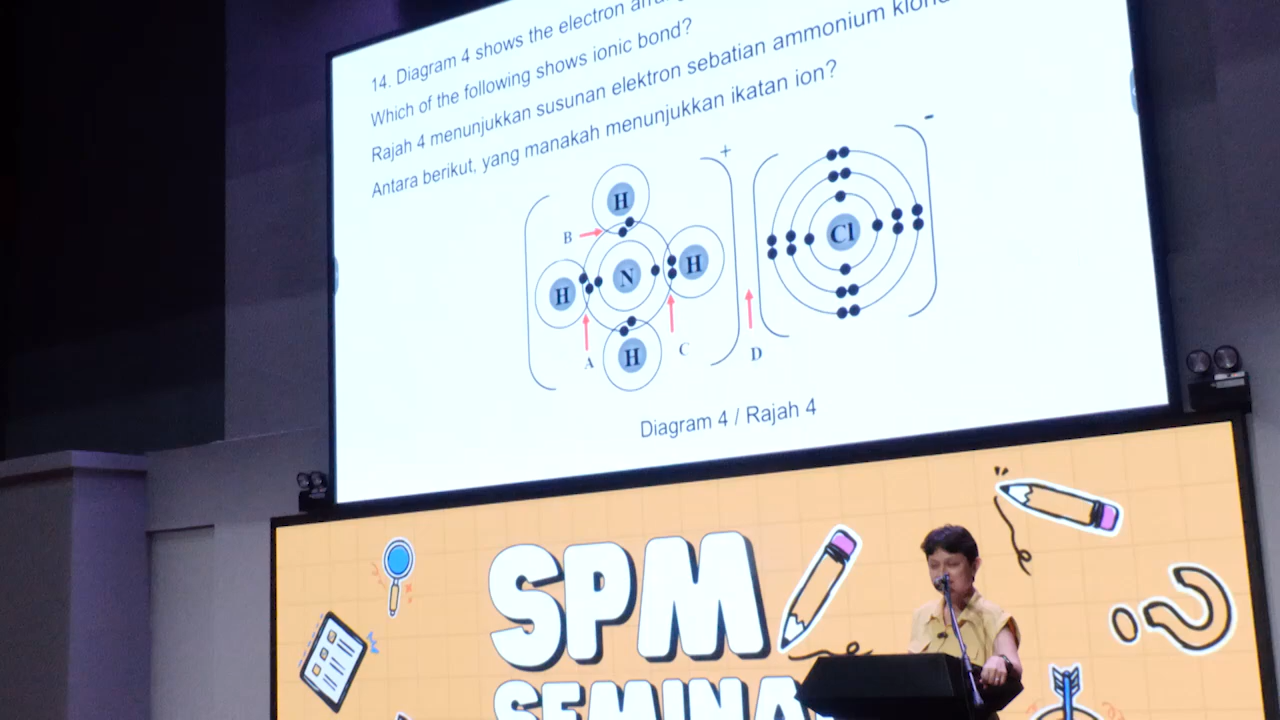 14. Diagram 4 shows the electron
Which of the following shows ionic bond?
Rajah 4 menunjukkan susunan elektron sebatian ammonium
Antara berikut, yang manakah menunjukkan ikatan ion?
+
-
H
B
H
N
H
Cl
A
H
C
D
Diagram 4 / Rajah 4
SPM